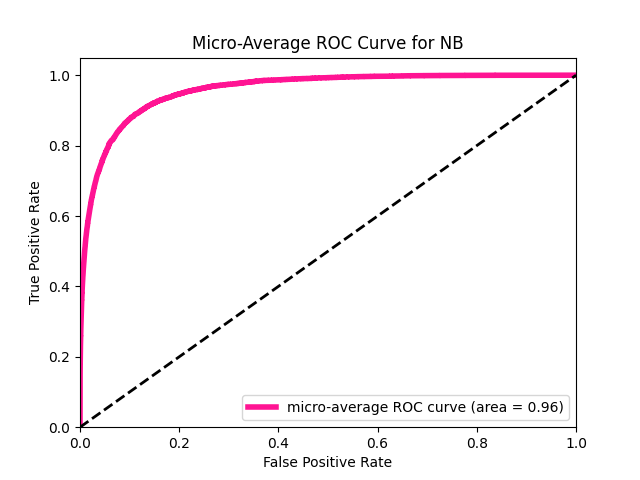 Micro-Average ROC Curve for NB
1.0
0.8
0.6
0.4
0.2
0.0
True Positive Rate
0.0 0.2 0.4 0.6 0.8 1.0
False Positive Rate
micro-average ROC curve (area = 0.96)